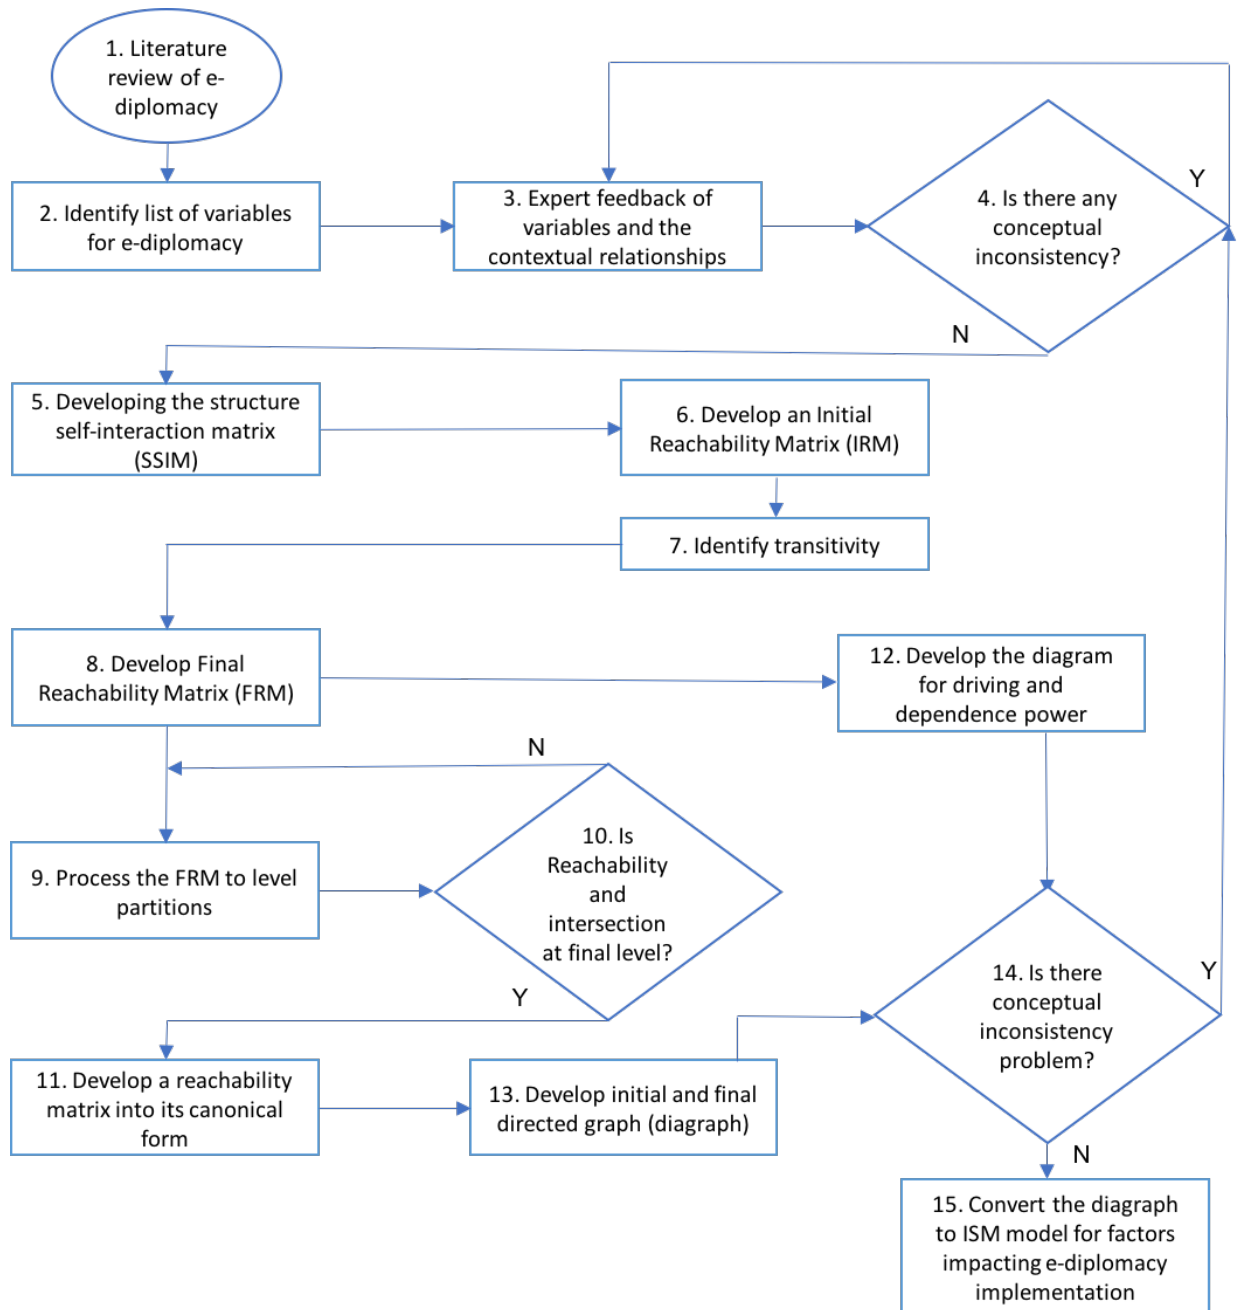 1. Literature
review of e-
diplomacy
2. Identify list of variables
for e-diplomacy
3. Expert feedback of
variables and the
contextual relationships
4. Is there any
conceptual
inconsistency?
Y
N
5. Developing the structure
self-interaction matrix
(SSIM)
6. Develop an Initial
Reachability Matrix (IRM)
7. Identify transitivity
8. Develop Final
Reachability Matrix (FRM)
12. Develop the diagram
for driving and
dependence power
N
9. Process the FRM to level
partitions
10. Is
Reachability
and
intersection
at final level?
Y
11. Develop a reachability
matrix into its canonical
form
13. Develop initial and final
directed graph (diagraph)
14. Is there
conceptual
inconsistency
problem?
Y
N
15. Convert the diagraph
to ISM model for factors
impacting e-diplomacy
implementation